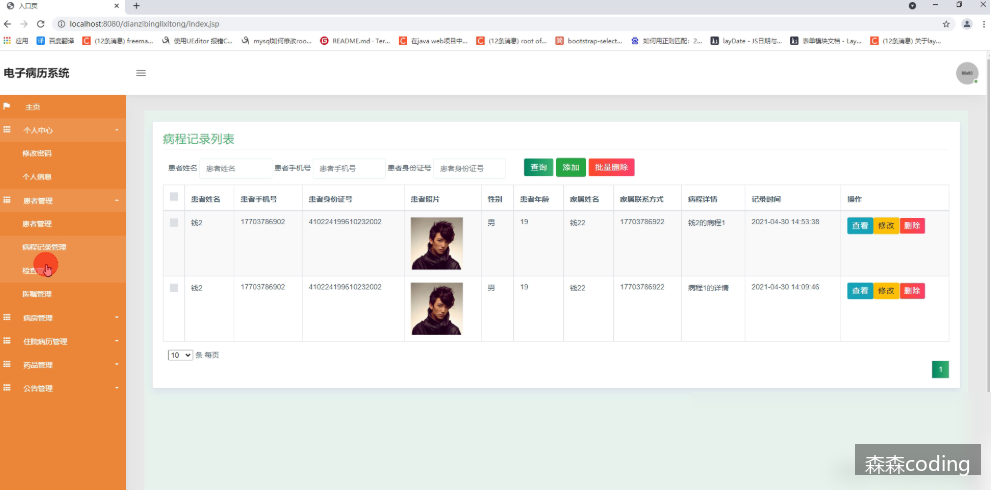 入口页
localhost:8080/dianzibinglixitong/index.jsp
应用 百度翻译 (12条消息) freema... 使用UEditor 报错C... mysql如何修改roo... README.md · Ter... 在java web项目中... (12条消息) root of... bootstrap-select... 如何用正则匹配：2... layDate - JS日期与... 表单模块文档 - Lay... (12条消息) 关于lay...
电子病历系统
主页
个人中心
修改密码
个人信息
患者管理
患者管理
病程记录管理
医嘱管理
病房管理
住院病历管理
药品管理
公告管理
病程记录列表
患者姓名 患者姓名 患者手机号 患者手机号 患者身份证号 患者身份证号 查询 添加 批量删除
患者姓名 患者手机号 患者身份证号 患者照片 性别 患者年龄 家属姓名 家属联系方式 病程详情 记录时间 操作
钱2 17703786902 410224199610232002 男 19 钱22 17703786922 钱2的病程1 2021-04-30 14:53:38 查看 修改 删除
钱2 17703786902 410224199610232002 男 19 钱22 17703786922 病程1的详情 2021-04-30 14:09:46 查看 修改 删除
10 条 每页
1
森森coding